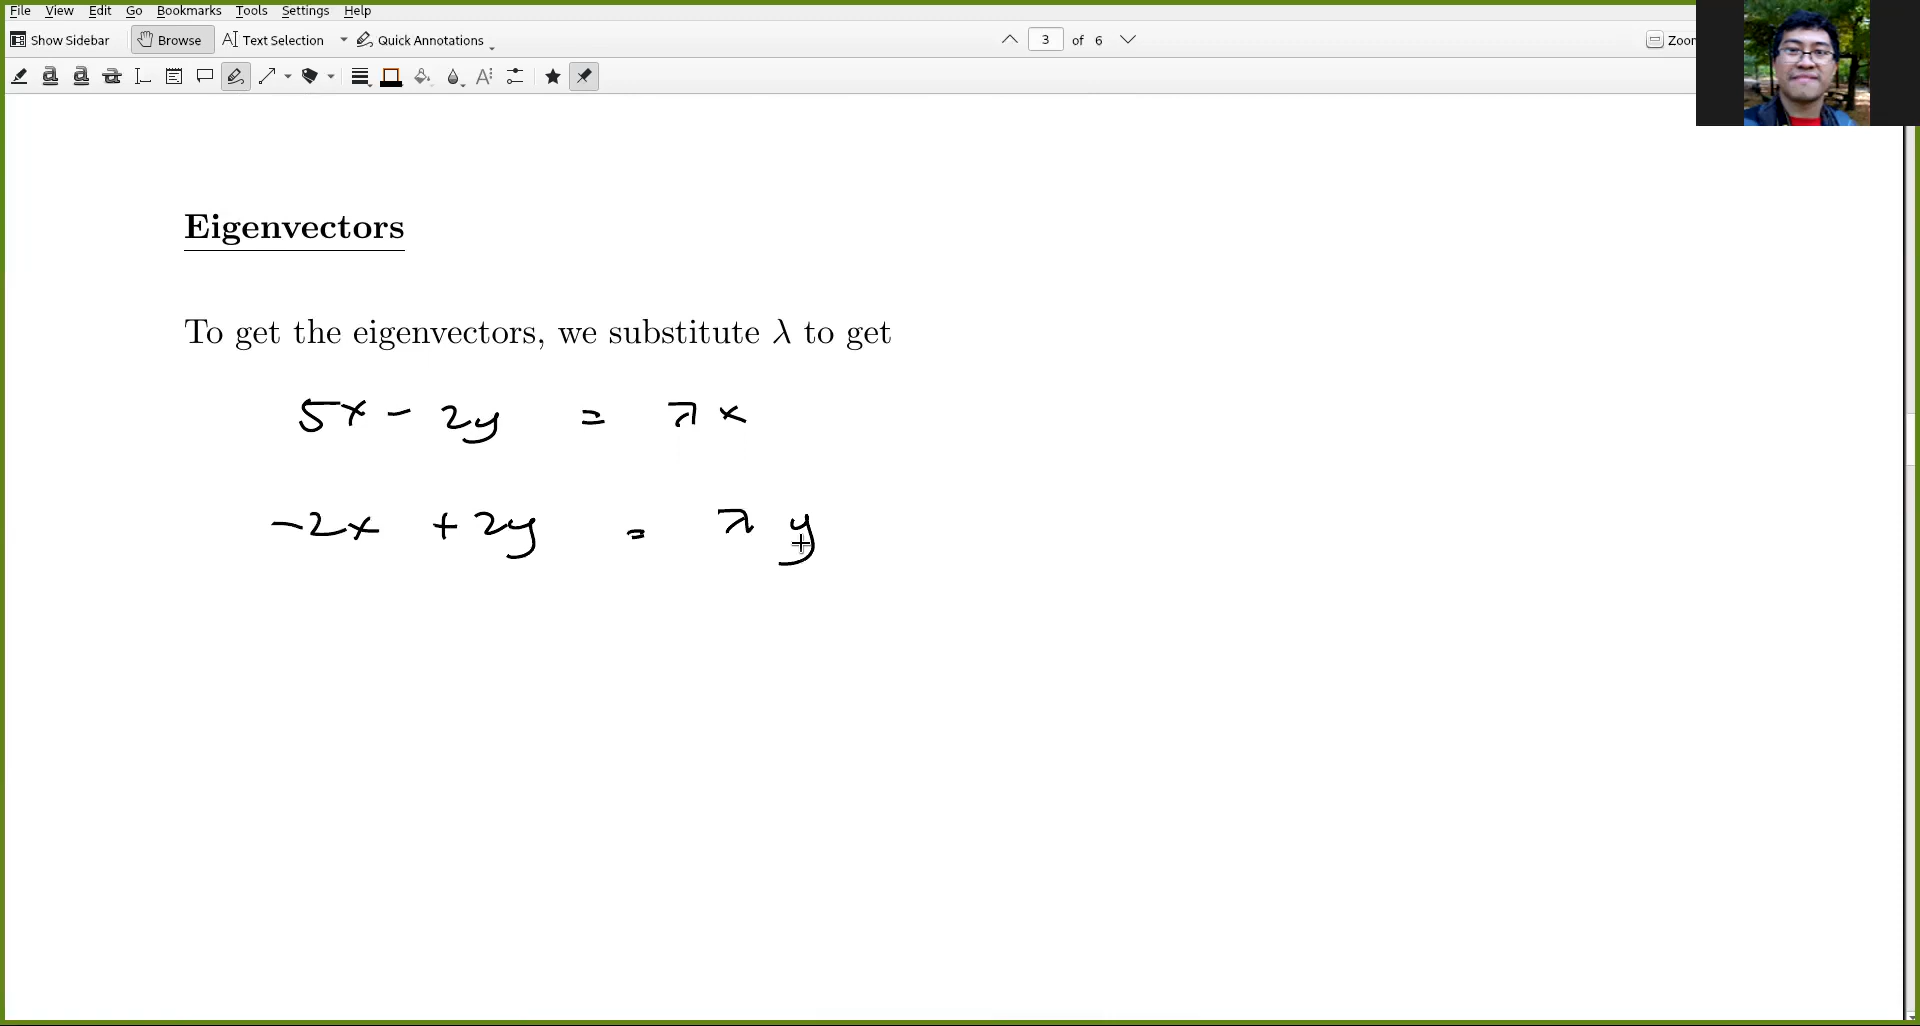 File View Edit Go Bookmarks Tools Settings Help
Show Sidebar Browse Text Selection Quick Annotations 3 of 6 Zoo
Eigenvectors
To get the eigenvectors, we substitute λ to get
5x - 2y = λx
-2x + 2y = λy